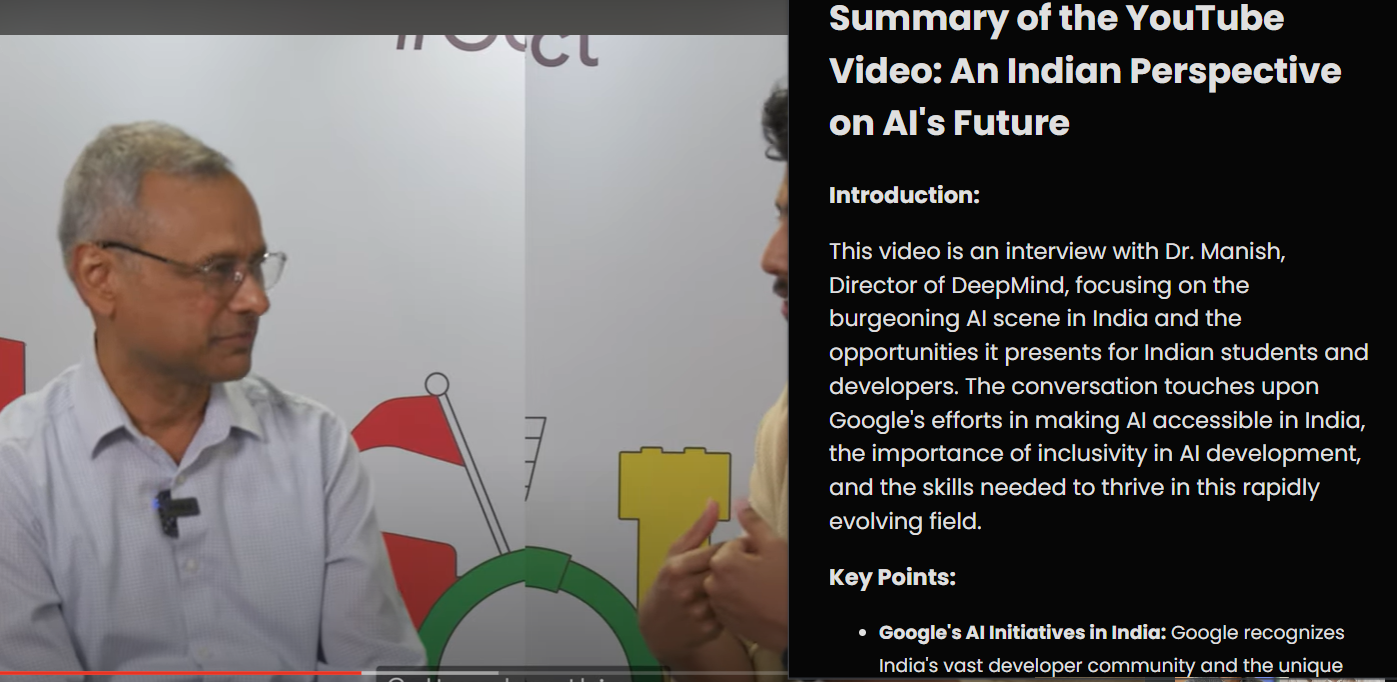 Summary of the YouTube
Video: An Indian Perspective
on AI's Future
Introduction:
This video is an interview with Dr. Manish,
Director of DeepMind, focusing on the
burgeoning AI scene in India and the
opportunities it presents for Indian students and
developers. The conversation touches upon
Google's efforts in making AI accessible in India,
the importance of inclusivity in AI development,
and the skills needed to thrive in this rapidly
evolving field.
Key Points:
• Google's AI Initiatives in India: Google recognizes
India's vast developer community and the unique